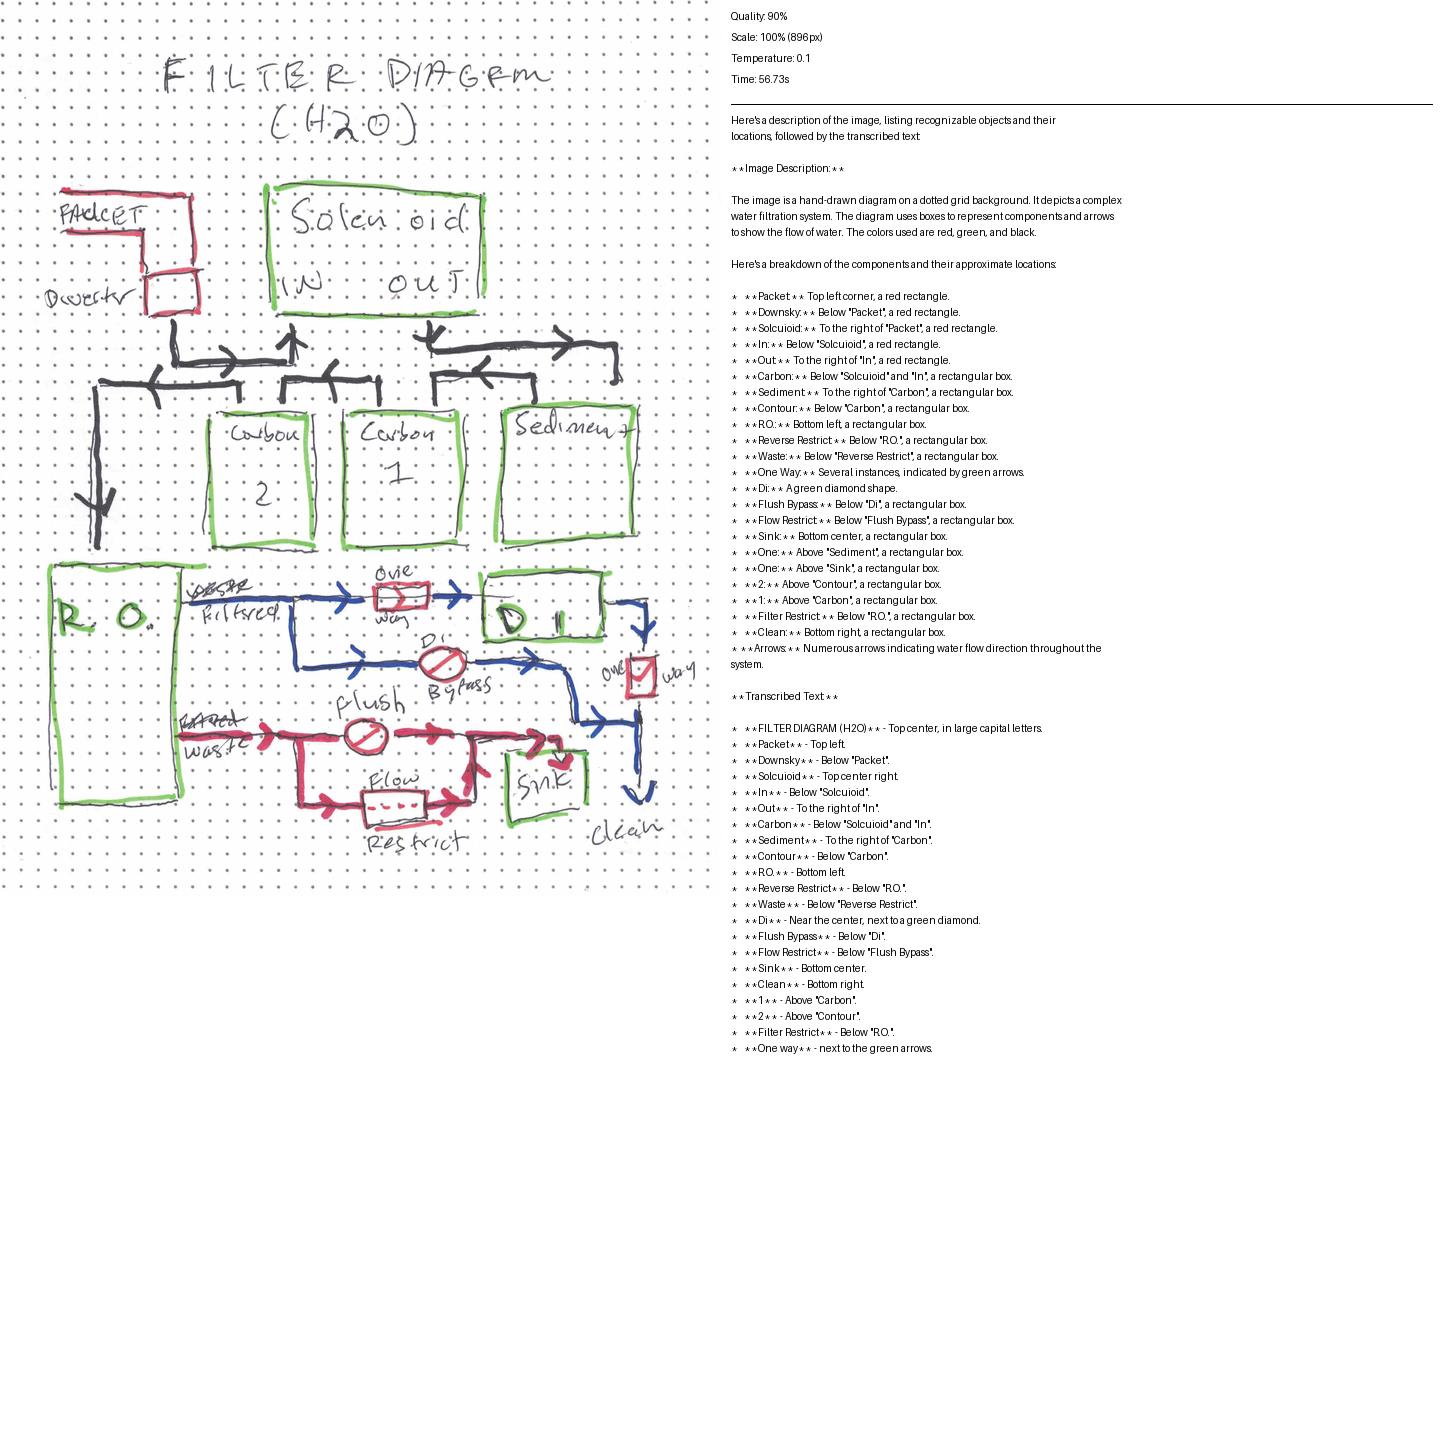 FILTER DIAGRAM
(H2O)
FAUCET
Diverter
Solenoid
IN OUT
Carbon
2
Carbon
1
Sediment
R. O.
waste
Filtered
one
way
D I
Di
Bypass
one way
Flush
waste
Flow
Restrict
Sink
Clean
Quality: 90%
Scale: 100% (896px)
Temperature: 0.1
Time: 56.73s
Here's a description of the image, listing recognizable objects and their
locations, followed by the transcribed text:
**Image Description:**
The image is a hand-drawn diagram on a dotted grid background. It depicts a complex
water filtration system. The diagram uses boxes to represent components and arrows
to show the flow of water. The colors used are red, green, and black.
Here's a breakdown of the components and their approximate locations:
* **Packet:** Top left corner, a red rectangle.
* **Downsky:** Below "Packet", a red rectangle.
* **Solcuioid:** To the right of "Packet", a red rectangle.
* **In:** Below "Solcuioid", a red rectangle.
* **Out:** To the right of "In", a red rectangle.
* **Carbon:** Below "Solcuioid" and "In", a rectangular box.
* **Sediment:** To the right of "Carbon", a rectangular box.
* **Contour:** Below "Carbon", a rectangular box.
* **R.O.:** Bottom left, a rectangular box.
* **Reverse Restrict:** Below "R.O.", a rectangular box.
* **Waste:** Below "Reverse Restrict", a rectangular box.
* **One Way:** Several instances, indicated by green arrows.
* **Di:** A green diamond shape.
* **Flush Bypass:** Below "Di", a rectangular box.
* **Flow Restrict:** Below "Flush Bypass", a rectangular box.
* **Sink:** Bottom center, a rectangular box.
* **One:** Above "Sediment", a rectangular box.
* **One:** Above "Sink", a rectangular box.
* **2:** Above "Contour", a rectangular box.
* **1:** Above "Carbon", a rectangular box.
* **Filter Restrict:** Below "R.O.", a rectangular box.
* **Clean:** Bottom right, a rectangular box.
* **Arrows:** Numerous arrows indicating water flow direction throughout the
system.
**Transcribed Text:**
* **FILTER DIAGRAM (H2O)** - Top center, in large capital letters.
* **Packet** - Top left.
* **Downsky** - Below "Packet".
* **Solcuioid** - Top center right.
* **In** - Below "Solcuioid".
* **Out** - To the right of "In".
* **Carbon** - Below "Solcuioid" and "In".
* **Sediment** - To the right of "Carbon".
* **Contour** - Below "Carbon".
* **R.O.** - Bottom left.
* **Reverse Restrict** - Below "R.O.".
* **Waste** - Below "Reverse Restrict".
* **Di** - Near the center, next to a green diamond.
* **Flush Bypass** - Below "Di".
* **Flow Restrict** - Below "Flush Bypass".
* **Sink** - Bottom center.
* **Clean** - Bottom right.
* **1** - Above "Carbon".
* **2** - Above "Contour".
* **Filter Restrict** - Below "R.O.".
* **One way** - next to the green arrows.